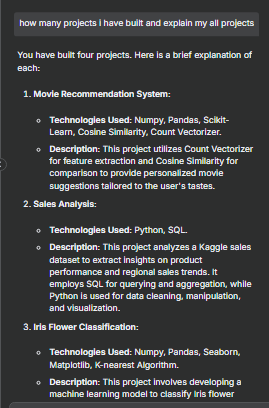 how many projects i have built and explain my all projects
You have built four projects. Here is a brief explanation of
each:
1. Movie Recommendation System:
Technologies Used: Numpy, Pandas, Scikit-
Learn, Cosine Similarity, Count Vectorizer.
Description: This project utilizes Count Vectorizer
for feature extraction and Cosine Similarity for
comparison to provide personalized movie
suggestions tailored to the user's tastes.
2. Sales Analysis:
Technologies Used: Python, SQL.
Description: This project analyzes a Kaggle sales
dataset to extract insights on product
performance and regional sales trends. It
employs SQL for querying and aggregation, while
Python is used for data cleaning, manipulation,
and visualization.
3. Iris Flower Classification:
Technologies Used: Numpy, Pandas, Seaborn,
Matplotlib, K-nearest Algorithm.
Description: This project involves developing a
machine learning model to classify Iris flower